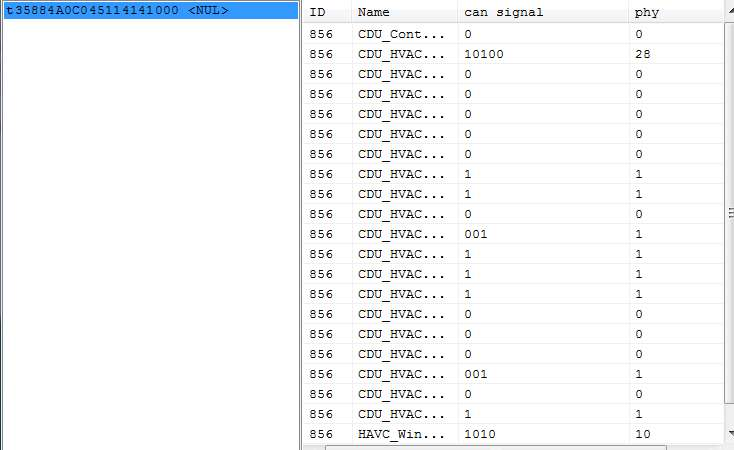 t35884A0C045114141000 <NUL>
ID Name can signal phy
856 CDU_Cont... 0 0
856 CDU_HVAC... 10100 28
856 CDU_HVAC... 0 0
856 CDU_HVAC... 0 0
856 CDU_HVAC... 0 0
856 CDU_HVAC... 0 0
856 CDU_HVAC... 0 0
856 CDU_HVAC... 1 1
856 CDU_HVAC... 1 1
856 CDU_HVAC... 0 0
856 CDU_HVAC... 001 1
856 CDU_HVAC... 1 1
856 CDU_HVAC... 1 1
856 CDU_HVAC... 1 1
856 CDU_HVAC... 0 0
856 CDU_HVAC... 0 0
856 CDU_HVAC... 0 0
856 CDU_HVAC... 001 1
856 CDU_HVAC... 0 0
856 CDU_HVAC... 1 1
856 HAVC_Win... 1010 10